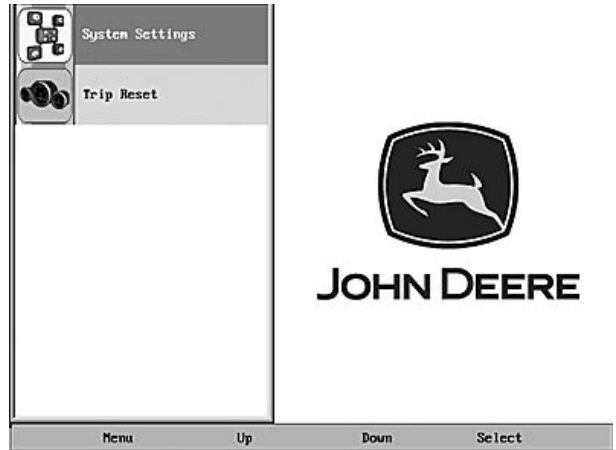 System Settings
Trip Reset
JOHN DEERE
Menu Up Down Select